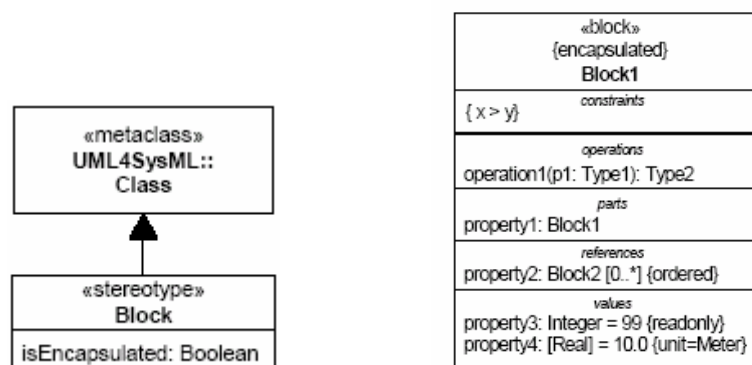 «metaclass»
UML4SysML::
Class
«stereotype»
Block
isEncapsulated: Boolean
«block»
{encapsulated}
Block1
constraints
{ x > y}
operations
operation1(p1: Type1): Type2
parts
property1: Block1
references
property2: Block2 [0..*] {ordered}
values
property3: Integer = 99 {readonly}
property4: [Real] = 10.0 {unit=Meter}